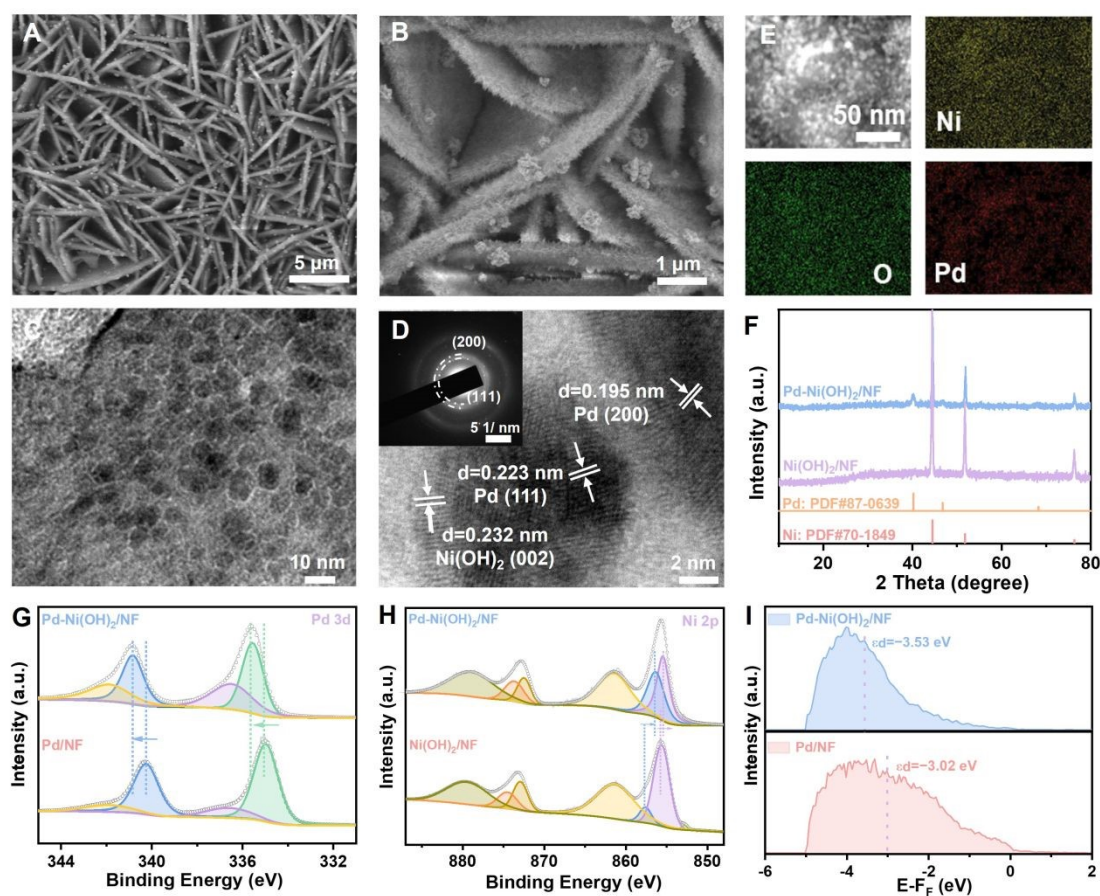 A
5 μm
B
1 μm
E
50 nm
Ni
O
Pd
10 nm
D
(200)
(111)
5 1/ nm
d=0.195 nm
Pd (200)
d=0.223 nm
Pd (111)
d=0.232 nm
Ni(OH)₂ (002)
2 nm
F
Pd-Ni(OH)₂/NF
Ni(OH)₂/NF
Pd: PDF#87-0639
Ni: PDF#70-1849
Intensity (a.u.)
20 40 60 80
2 Theta (degree)
G
Pd-Ni(OH)₂/NF
Pd 3d
Pd/NF
Intensity (a.u.)
344 340 336 332
Binding Energy (eV)
H
Pd-Ni(OH)₂/NF
Ni 2p
Ni(OH)₂/NF
Intensity (a.u.)
880 870 860 850
Binding Energy (eV)
I
Pd-Ni(OH)₂/NF
εd=−3.53 eV
Pd/NF
εd=−3.02 eV
Intensity (a.u.)
-6 -4 -2 0 2
E-F_F (eV)